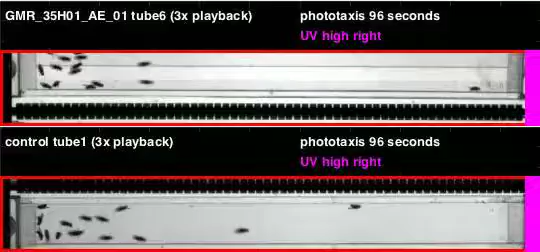 GMR_35H01_AE_01 tube6 (3x playback)
phototaxis 96 seconds
UV high right
control tube1 (3x playback)
phototaxis 96 seconds
UV high right